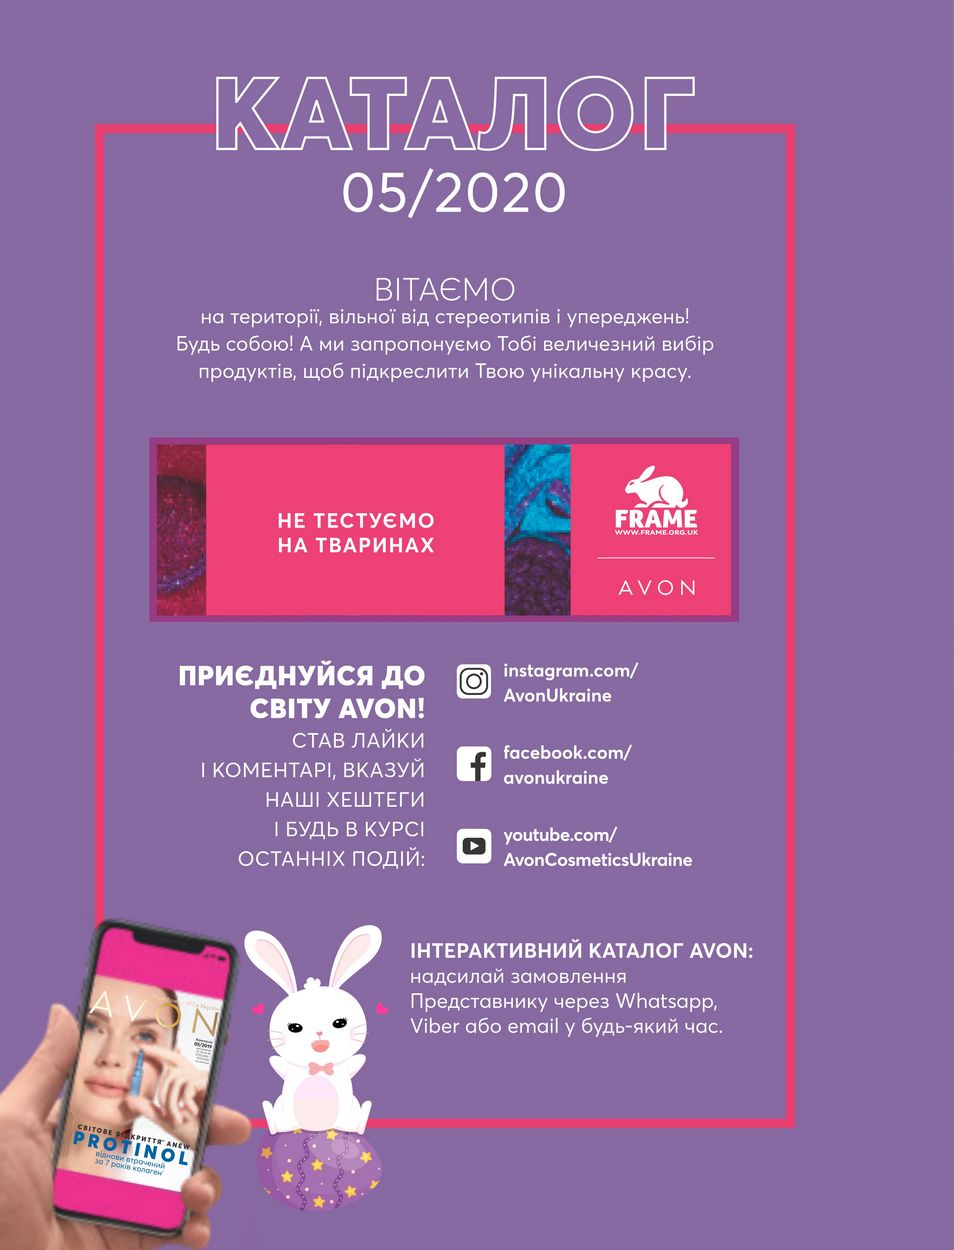 КАТАЛОГ
05/2020
ВІТАЄМО
на території, вільної від стереотипів і упереджень!
Будь собою! А ми запропонуємо Тобі величезний вибір
продуктів, щоб підкреслити Твою унікальну красу.
НЕ ТЕСТУЄМО
НА ТВАРИНАХ
FRAME
WWW.FRAME.ORG.UK
AVON
ПРИЄДНУЙСЯ ДО
СВІТУ AVON!
СТАВ ЛАЙКИ
І КОМЕНТАРІ, ВКАЗУЙ
НАШІ ХЕШТЕГИ
І БУДЬ В КУРСІ
ОСТАННІХ ПОДІЙ:
instagram.com/
AvonUkraine
facebook.com/
avonukraine
youtube.com/
AvonCosmeticsUkraine
ІНТЕРАКТИВНИЙ КАТАЛОГ AVON:
надсилай замовлення
Представнику через Whatsapp,
Viber або email у будь-який час.
AVON
05/2019
СВІТОВЕ ВІДКРИТТЯ* ANEW
PROTINOL
віднови втрачений
за 7 років колаген